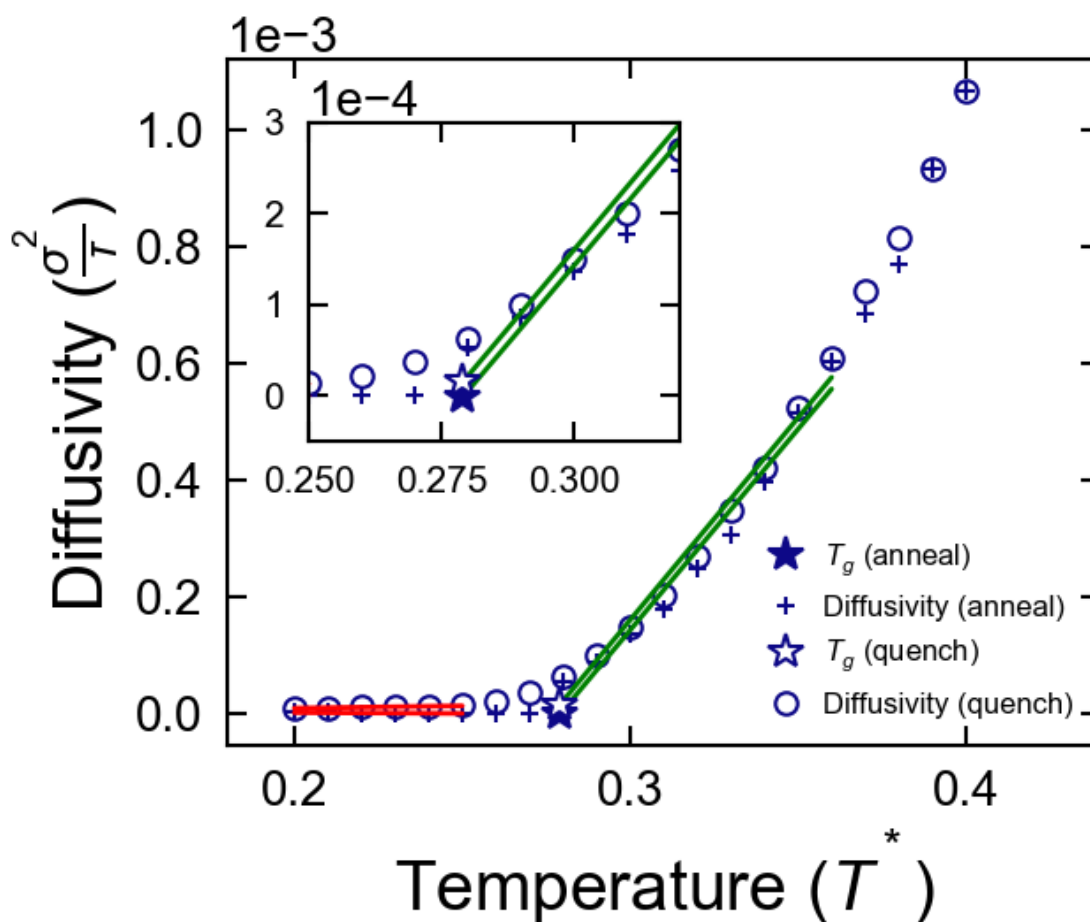 1e−3
1.0
0.8
0.6
0.4
0.2
0.0
Diffusivity (σ²/τ)
1e−4
3
2
1
0
0.250 0.275 0.300
T_g (anneal)
Diffusivity (anneal)
T_g (quench)
Diffusivity (quench)
0.2 0.3 0.4
Temperature (T*)